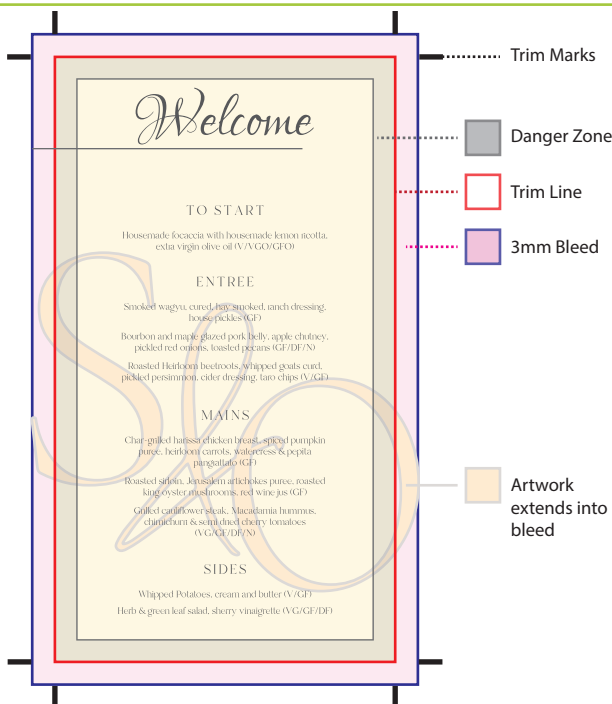 Trim Marks
Welcome
Danger Zone
Trim Line
TO START
Housemade focaccia with housemade lemon ricotta,
extra virgin olive oil (V/VGO/GFO)
3mm Bleed
ENTREE
Smoked wagyu, cured, hay smoked, ranch dressing,
house pickles (GF)
Bourbon and maple glazed pork belly, apple chutney,
pickled red onions, toasted pecans (GF/DF/N)
Roasted Heirloom beetroots, whipped goats curd,
pickled persimmon, cider dressing, taro chips (V/GF)
MAINS
Char-grilled harissa chicken breast, spiced pumpkin
puree, heirloom carrots, watercress & pepita
pangiattato (GF)
Roasted sirloin, Jerusalem artichokes puree, roasted
king oyster mushrooms, red wine jus (GF)
Grilled cauliflower steak, Macadamia hummus,
chimichurri & semi dried cherry tomatoes
(VG/GF/DF/N)
Artwork
extends into
bleed
SIDES
Whipped Potatoes, cream and butter (V/GF)
Herb & green leaf salad, sherry vinaigrette (VG/GF/DF)
S&O